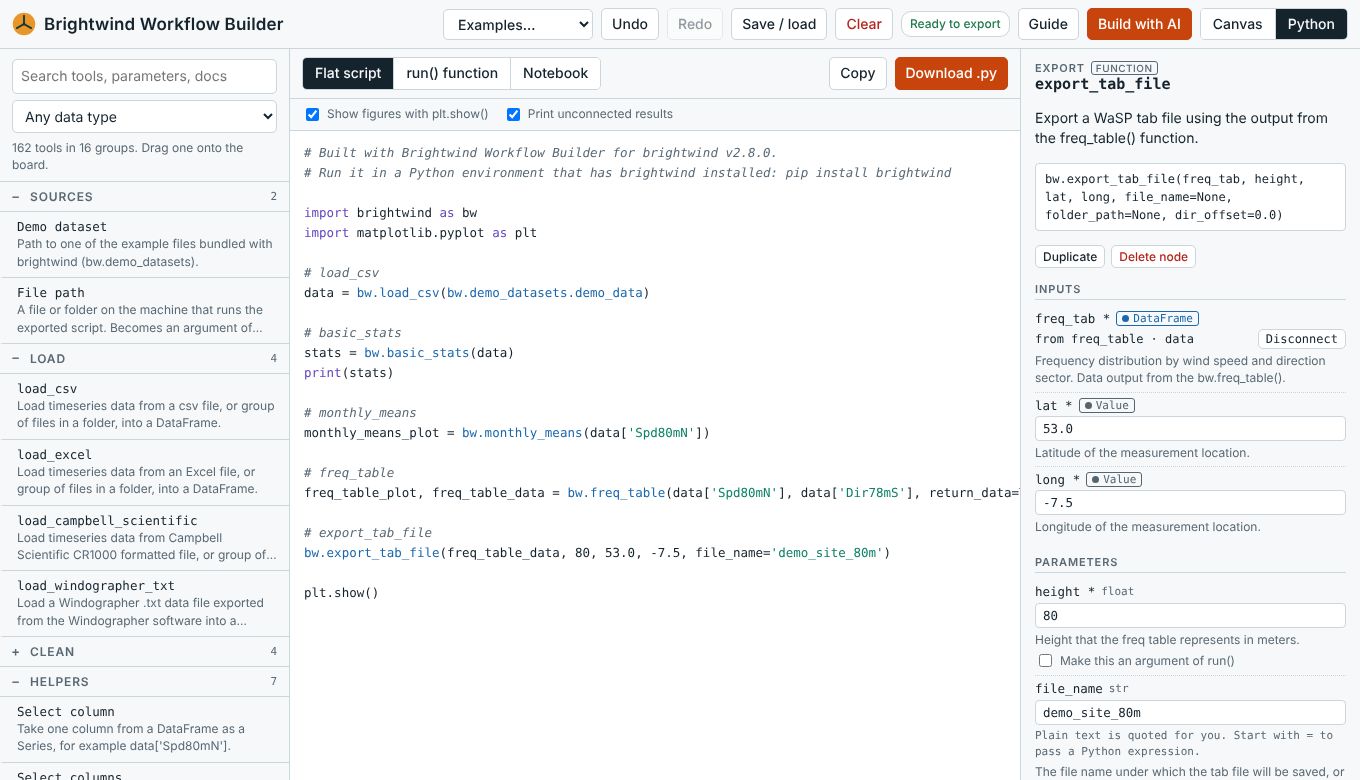 Brightwind Workflow Builder
Examples...
Undo
Redo
Save / load
Clear
Ready to export
Guide
Build with AI
Canvas
Python
Search tools, parameters, docs
Any data type
162 tools in 16 groups. Drag one onto the
board.
− SOURCES 2
Demo dataset
Path to one of the example files bundled with
brightwind (bw.demo_datasets).
File path
A file or folder on the machine that runs the
exported script. Becomes an argument of...
− LOAD 4
load_csv
Load timeseries data from a csv file, or group
of files in a folder, into a DataFrame.
load_excel
Load timeseries data from an Excel file, or
group of files in a folder, into a DataFrame.
load_campbell_scientific
Load timeseries data from Campbell
Scientific CR1000 formatted file, or group of...
load_windographer_txt
Load a Windographer .txt data file exported
from the Windographer software into a...
+ CLEAN 4
− HELPERS 7
Select column
Take one column from a DataFrame as a
Series, for example data['Spd80mN'].
Select columns
Flat script
run() function
Notebook
Copy
Download .py
Show figures with plt.show()
Print unconnected results
# Built with Brightwind Workflow Builder for brightwind v2.8.0.
# Run it in a Python environment that has brightwind installed: pip install brightwind
import brightwind as bw
import matplotlib.pyplot as plt
# load_csv
data = bw.load_csv(bw.demo_datasets.demo_data)
# basic_stats
stats = bw.basic_stats(data)
print(stats)
# monthly_means
monthly_means_plot = bw.monthly_means(data['Spd80mN'])
# freq_table
freq_table_plot, freq_table_data = bw.freq_table(data['Spd80mN'], data['Dir78mS'], return_data=
# export_tab_file
bw.export_tab_file(freq_table_data, 80, 53.0, -7.5, file_name='demo_site_80m')
plt.show()
EXPORT FUNCTION
export_tab_file
Export a WaSP tab file using the output from
the freq_table() function.
bw.export_tab_file(freq_tab, height,
lat, long, file_name=None,
folder_path=None, dir_offset=0.0)
Duplicate
Delete node
INPUTS
freq_tab * DataFrame
from freq_table · data
Disconnect
Frequency distribution by wind speed and direction
sector. Data output from the bw.freq_table().
lat * Value
53.0
Latitude of the measurement location.
long * Value
-7.5
Longitude of the measurement location.
PARAMETERS
height * float
80
Height that the freq table represents in meters.
Make this an argument of run()
file_name str
demo_site_80m
Plain text is quoted for you. Start with = to
pass a Python expression.
The file name under which the tab file will be saved, or